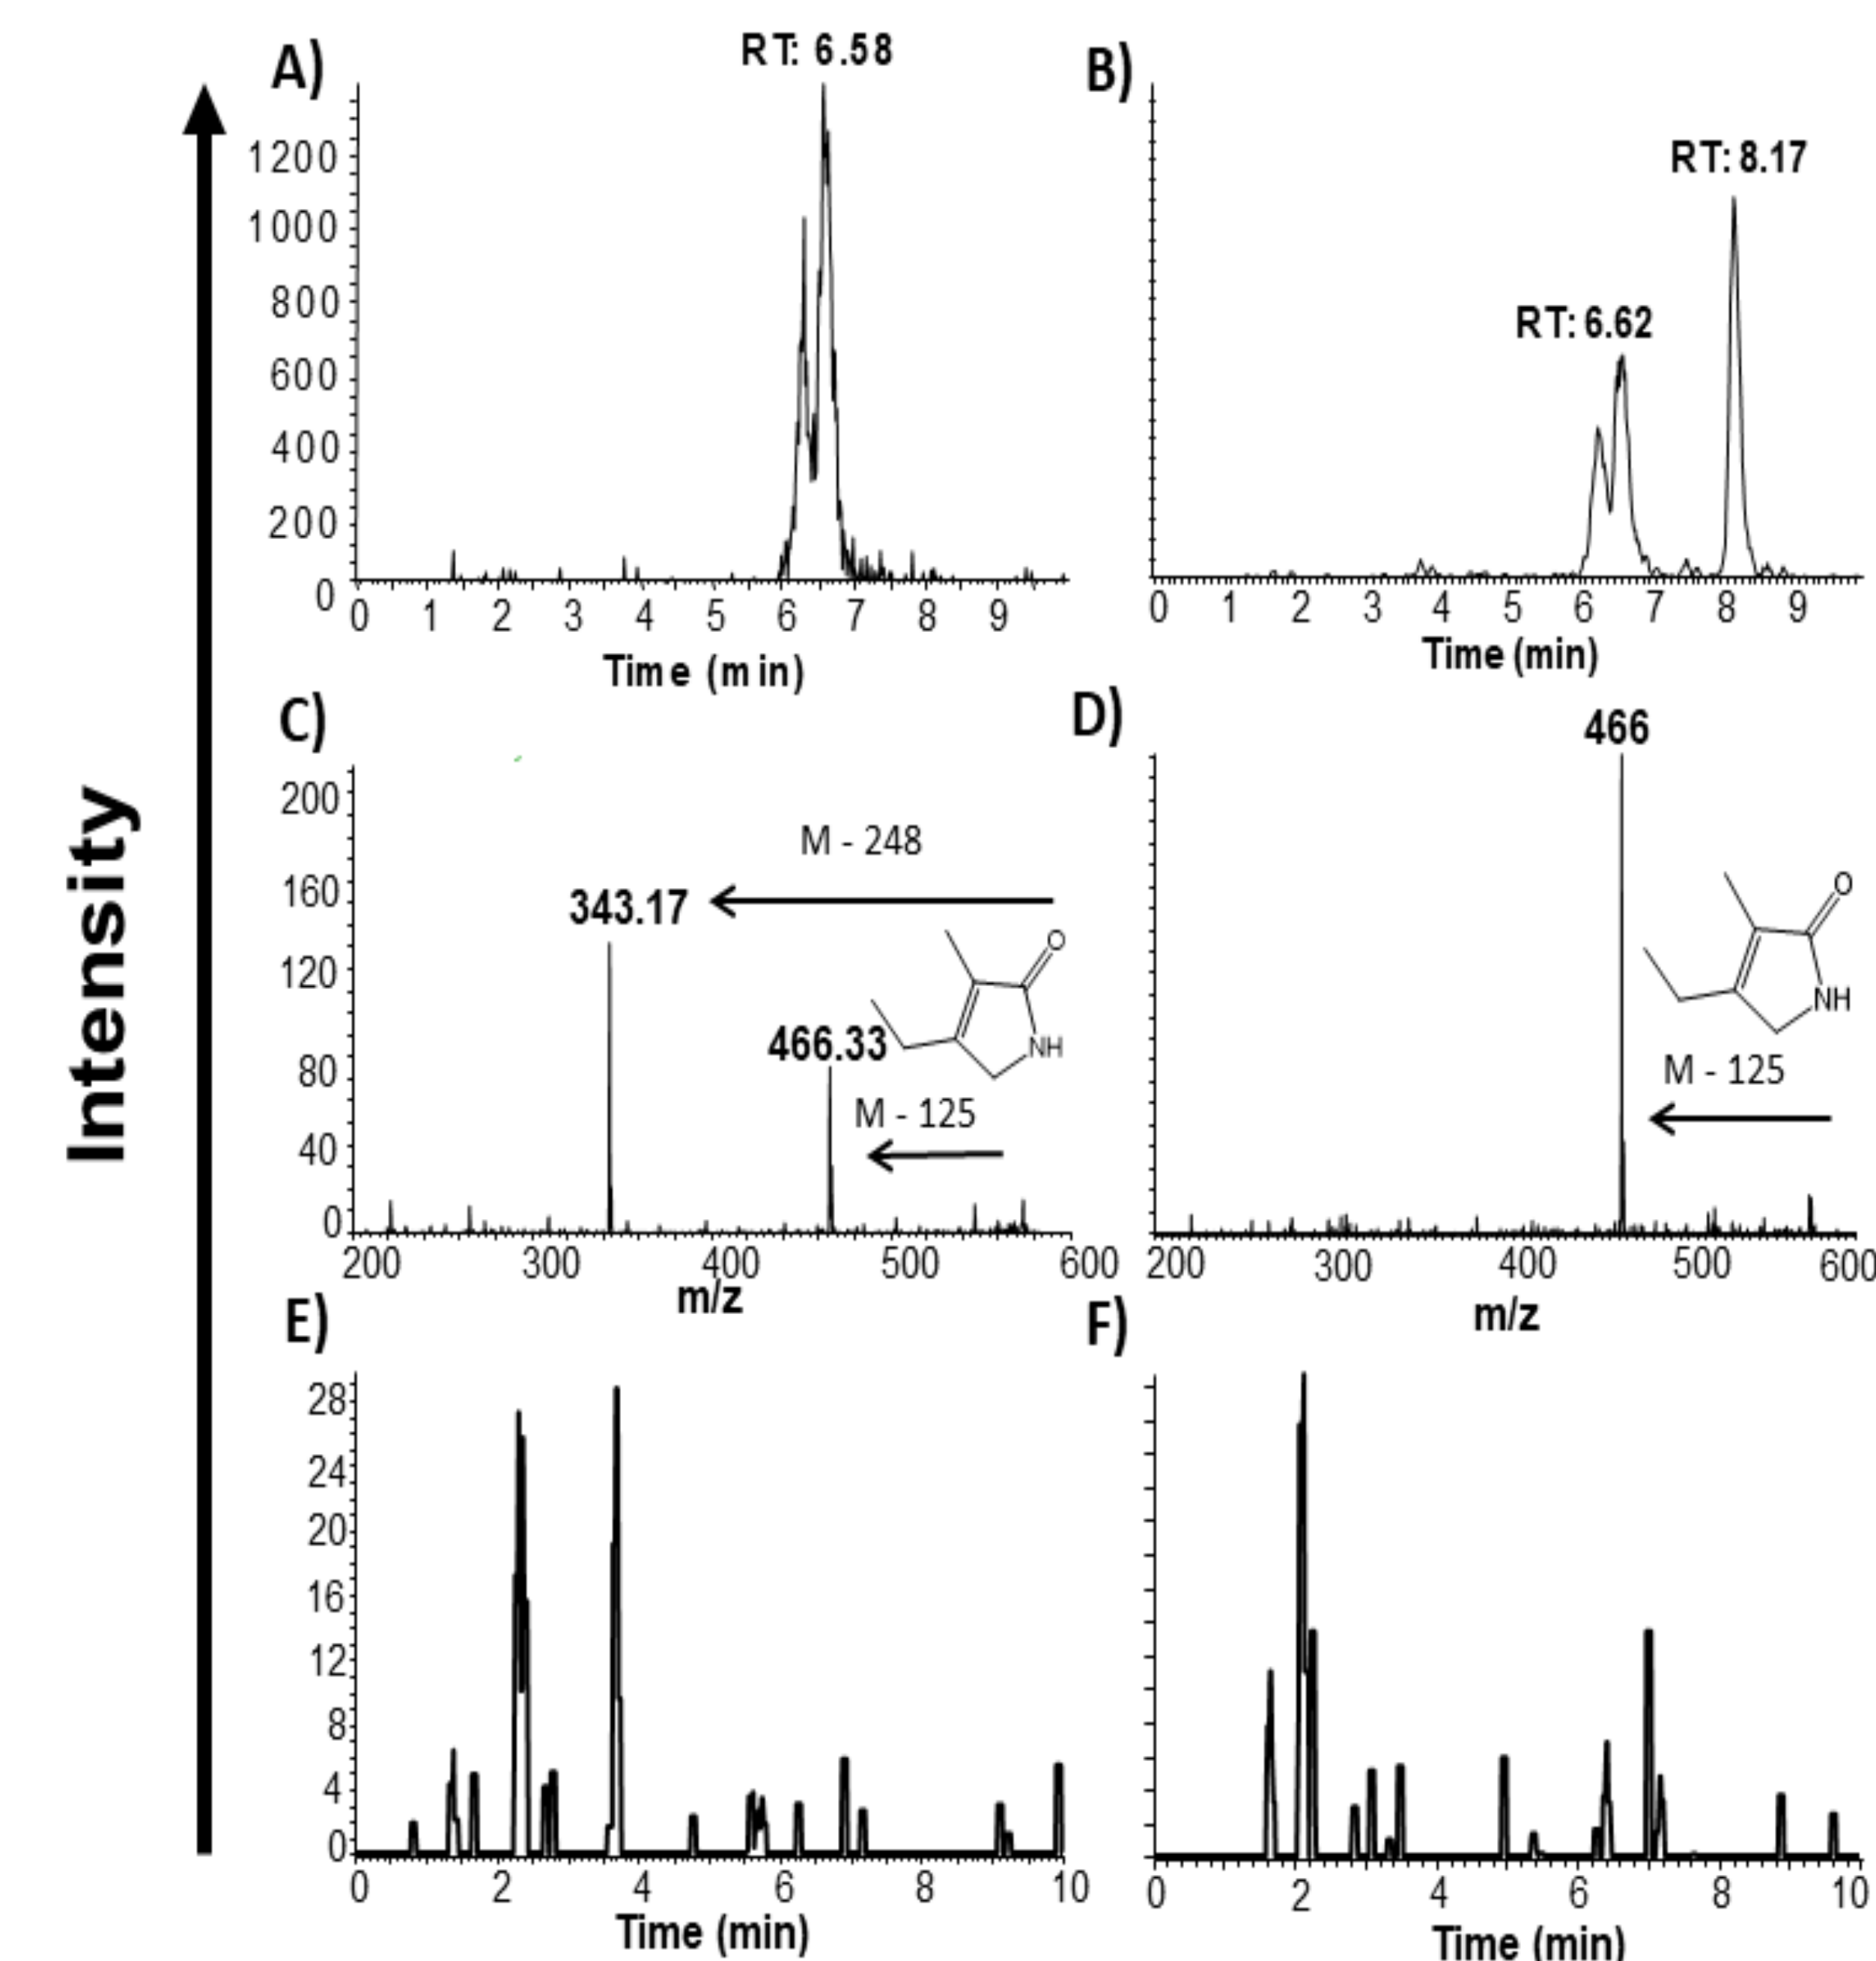 Intensity
A)
RT: 6.58
1200
1000
800
600
400
200
0
0 1 2 3 4 5 6 7 8 9
Time (min)
B)
RT: 8.17
RT: 6.62
0 1 2 3 4 5 6 7 8 9
Time (min)
C)
200
160
120
80
40
0
M - 248
343.17
O
466.33
NH
M - 125
200 300 400 500 600
m/z
D)
466
O
NH
M - 125
200 300 400 500 600
m/z
E)
28
24
20
16
12
8
4
0
0 2 4 6 8 10
Time (min)
F)
0 2 4 6 8 10
Time (min)